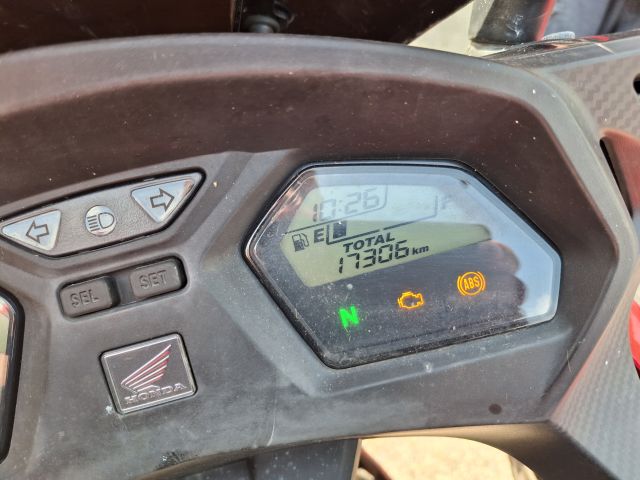 10:26
E F
TOTAL
17306 km
N
ABS
SEL SET
HONDA